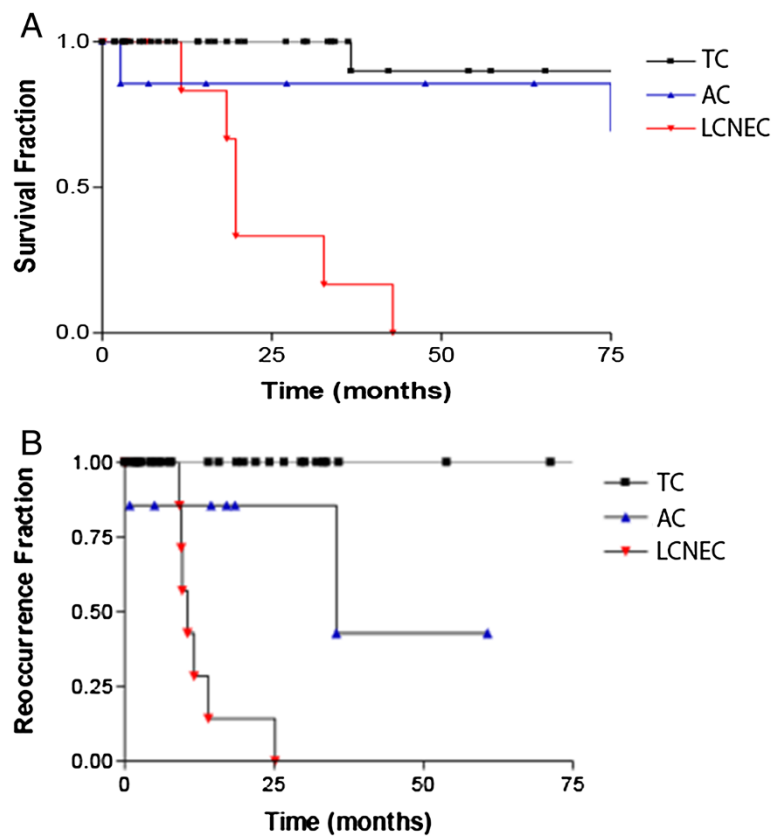 A
1.0
0.5
0.0
Survival Fraction
0
25
50
75
Time (months)
TC
AC
LCNEC
B
1.00
0.75
0.50
0.25
0.00
Reoccurrence Fraction
0
25
50
75
Time (months)
TC
AC
LCNEC